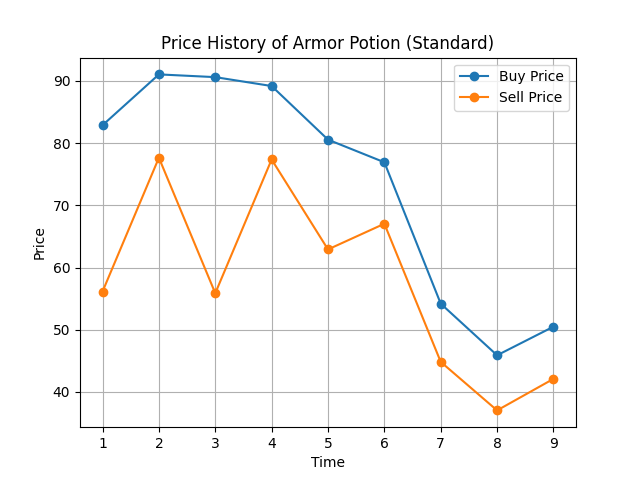 Price History of Armor Potion (Standard)
Buy Price
Sell Price
90
80
70
60
50
40
Price
1 2 3 4 5 6 7 8 9
Time